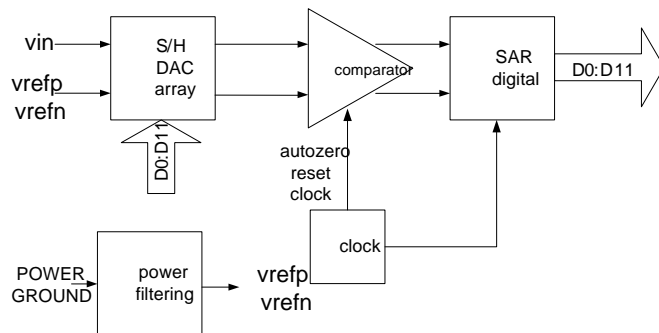 vin
vrefp
vrefn
S/H
DAC
array
D0:D11
comparator
SAR
digital
D0:D11
autozero
reset
clock
clock
POWER
GROUND
power
filtering
vrefp
vrefn